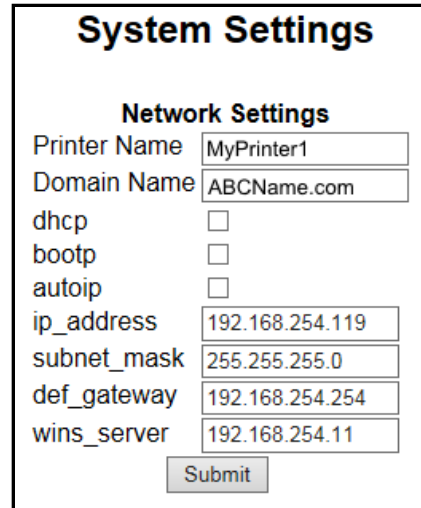 System Settings
Network Settings
Printer Name MyPrinter1
Domain Name ABCName.com
dhcp
bootp
autoip
ip_address 192.168.254.119
subnet_mask 255.255.255.0
def_gateway 192.168.254.254
wins_server 192.168.254.11
Submit